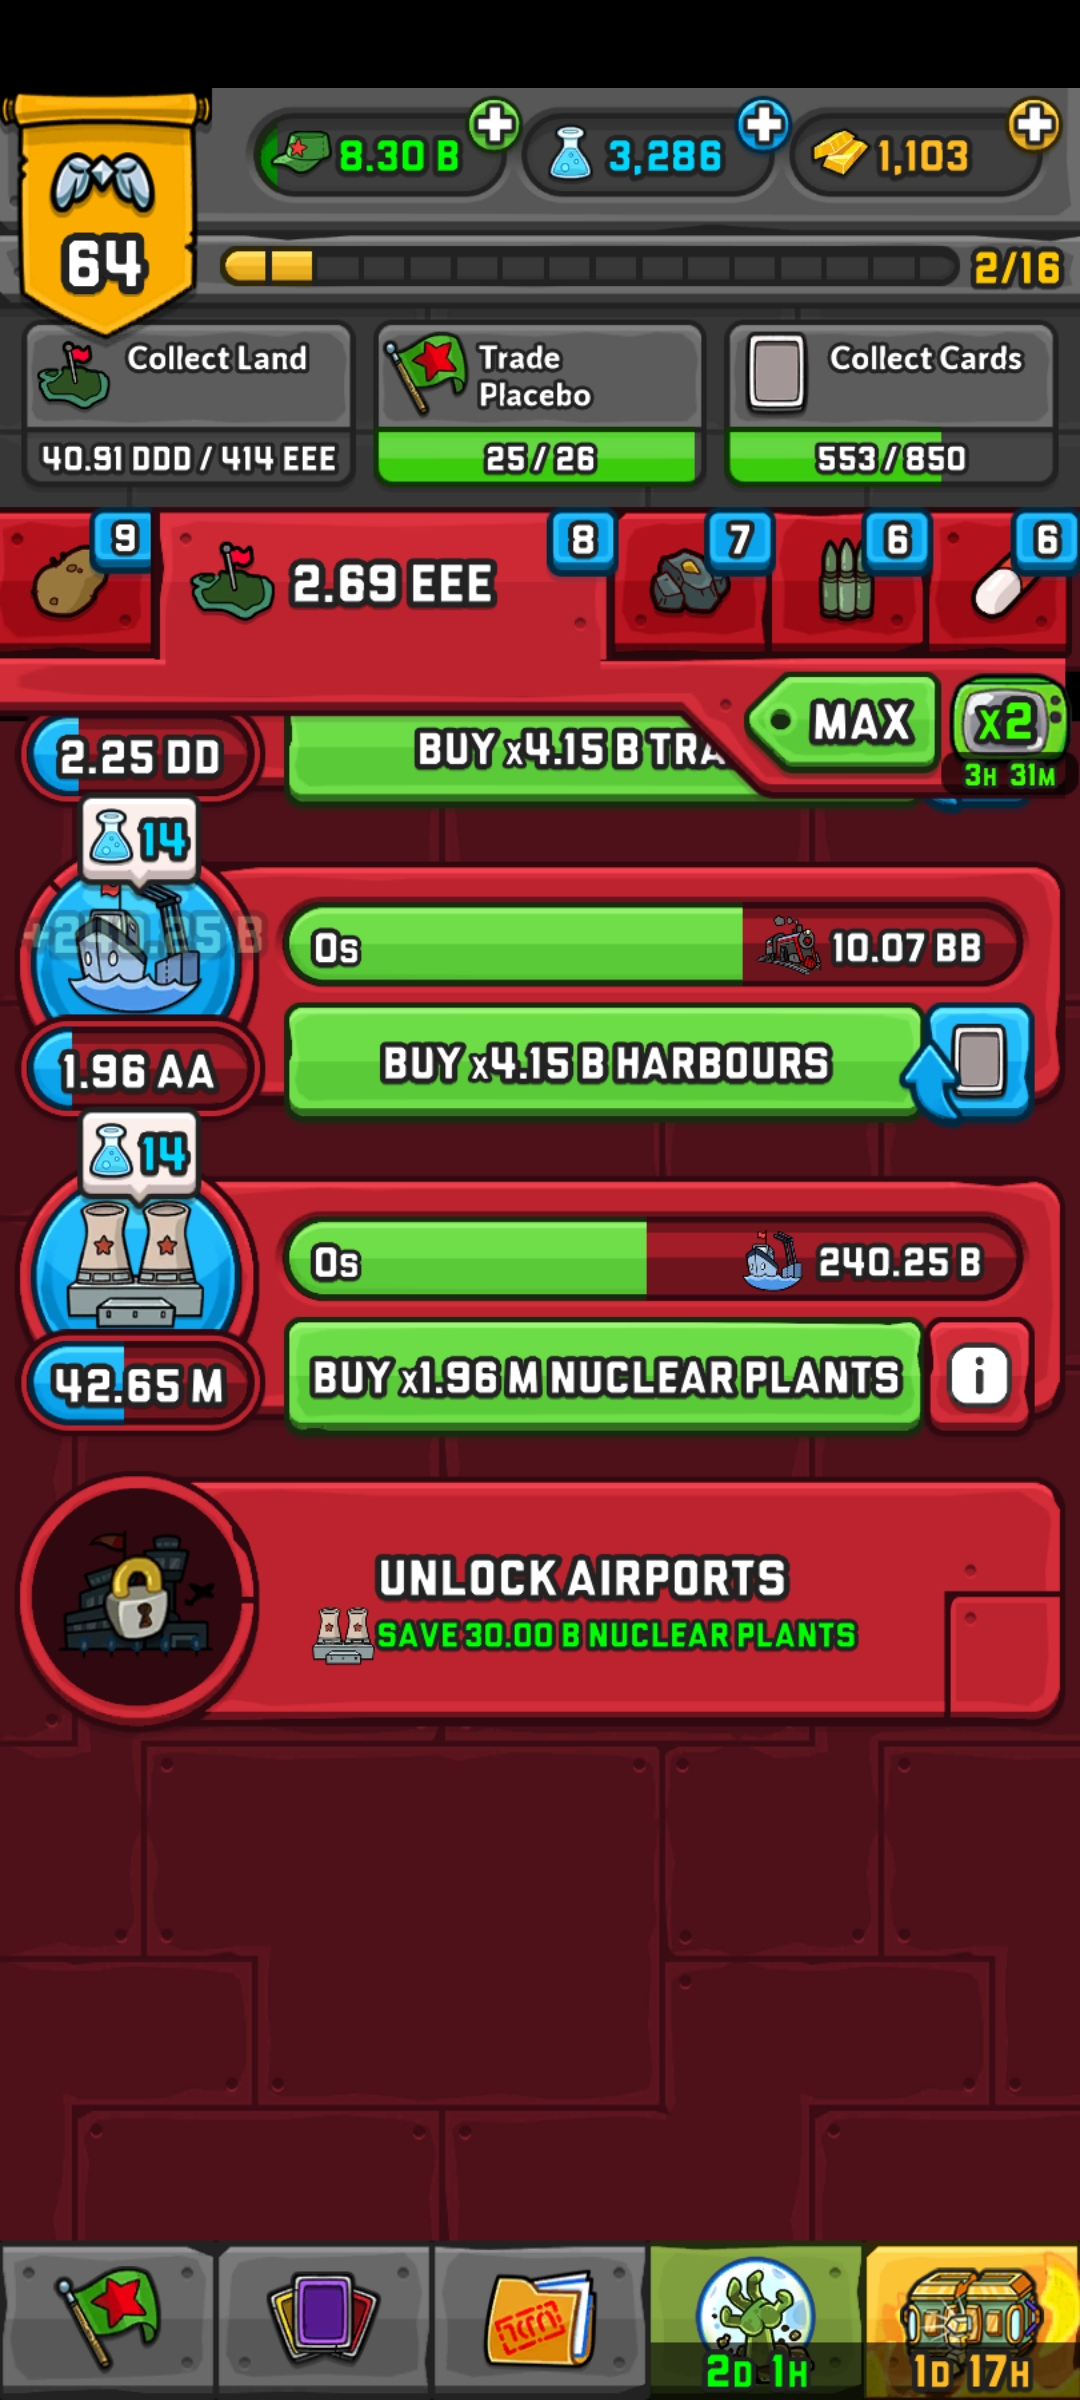 8.30 B
3,286
1,103
64
2/16
Collect Land
40.91 DDD / 414 EEE
Trade
Placebo
25 / 26
Collect Cards
553 / 850
9
2.69 EEE
8
7
6
6
MAX
x2
3H 31M
2.25 DD
BUY x4.15 B TRA
14
+240.25 B
0s
10.07 BB
1.96 AA
BUY x4.15 B HARBOURS
14
0s
240.25 B
42.65 M
BUY x1.96 M NUCLEAR PLANTS
i
UNLOCK AIRPORTS
SAVE 30.00 B NUCLEAR PLANTS
2D 1H
1D 17H